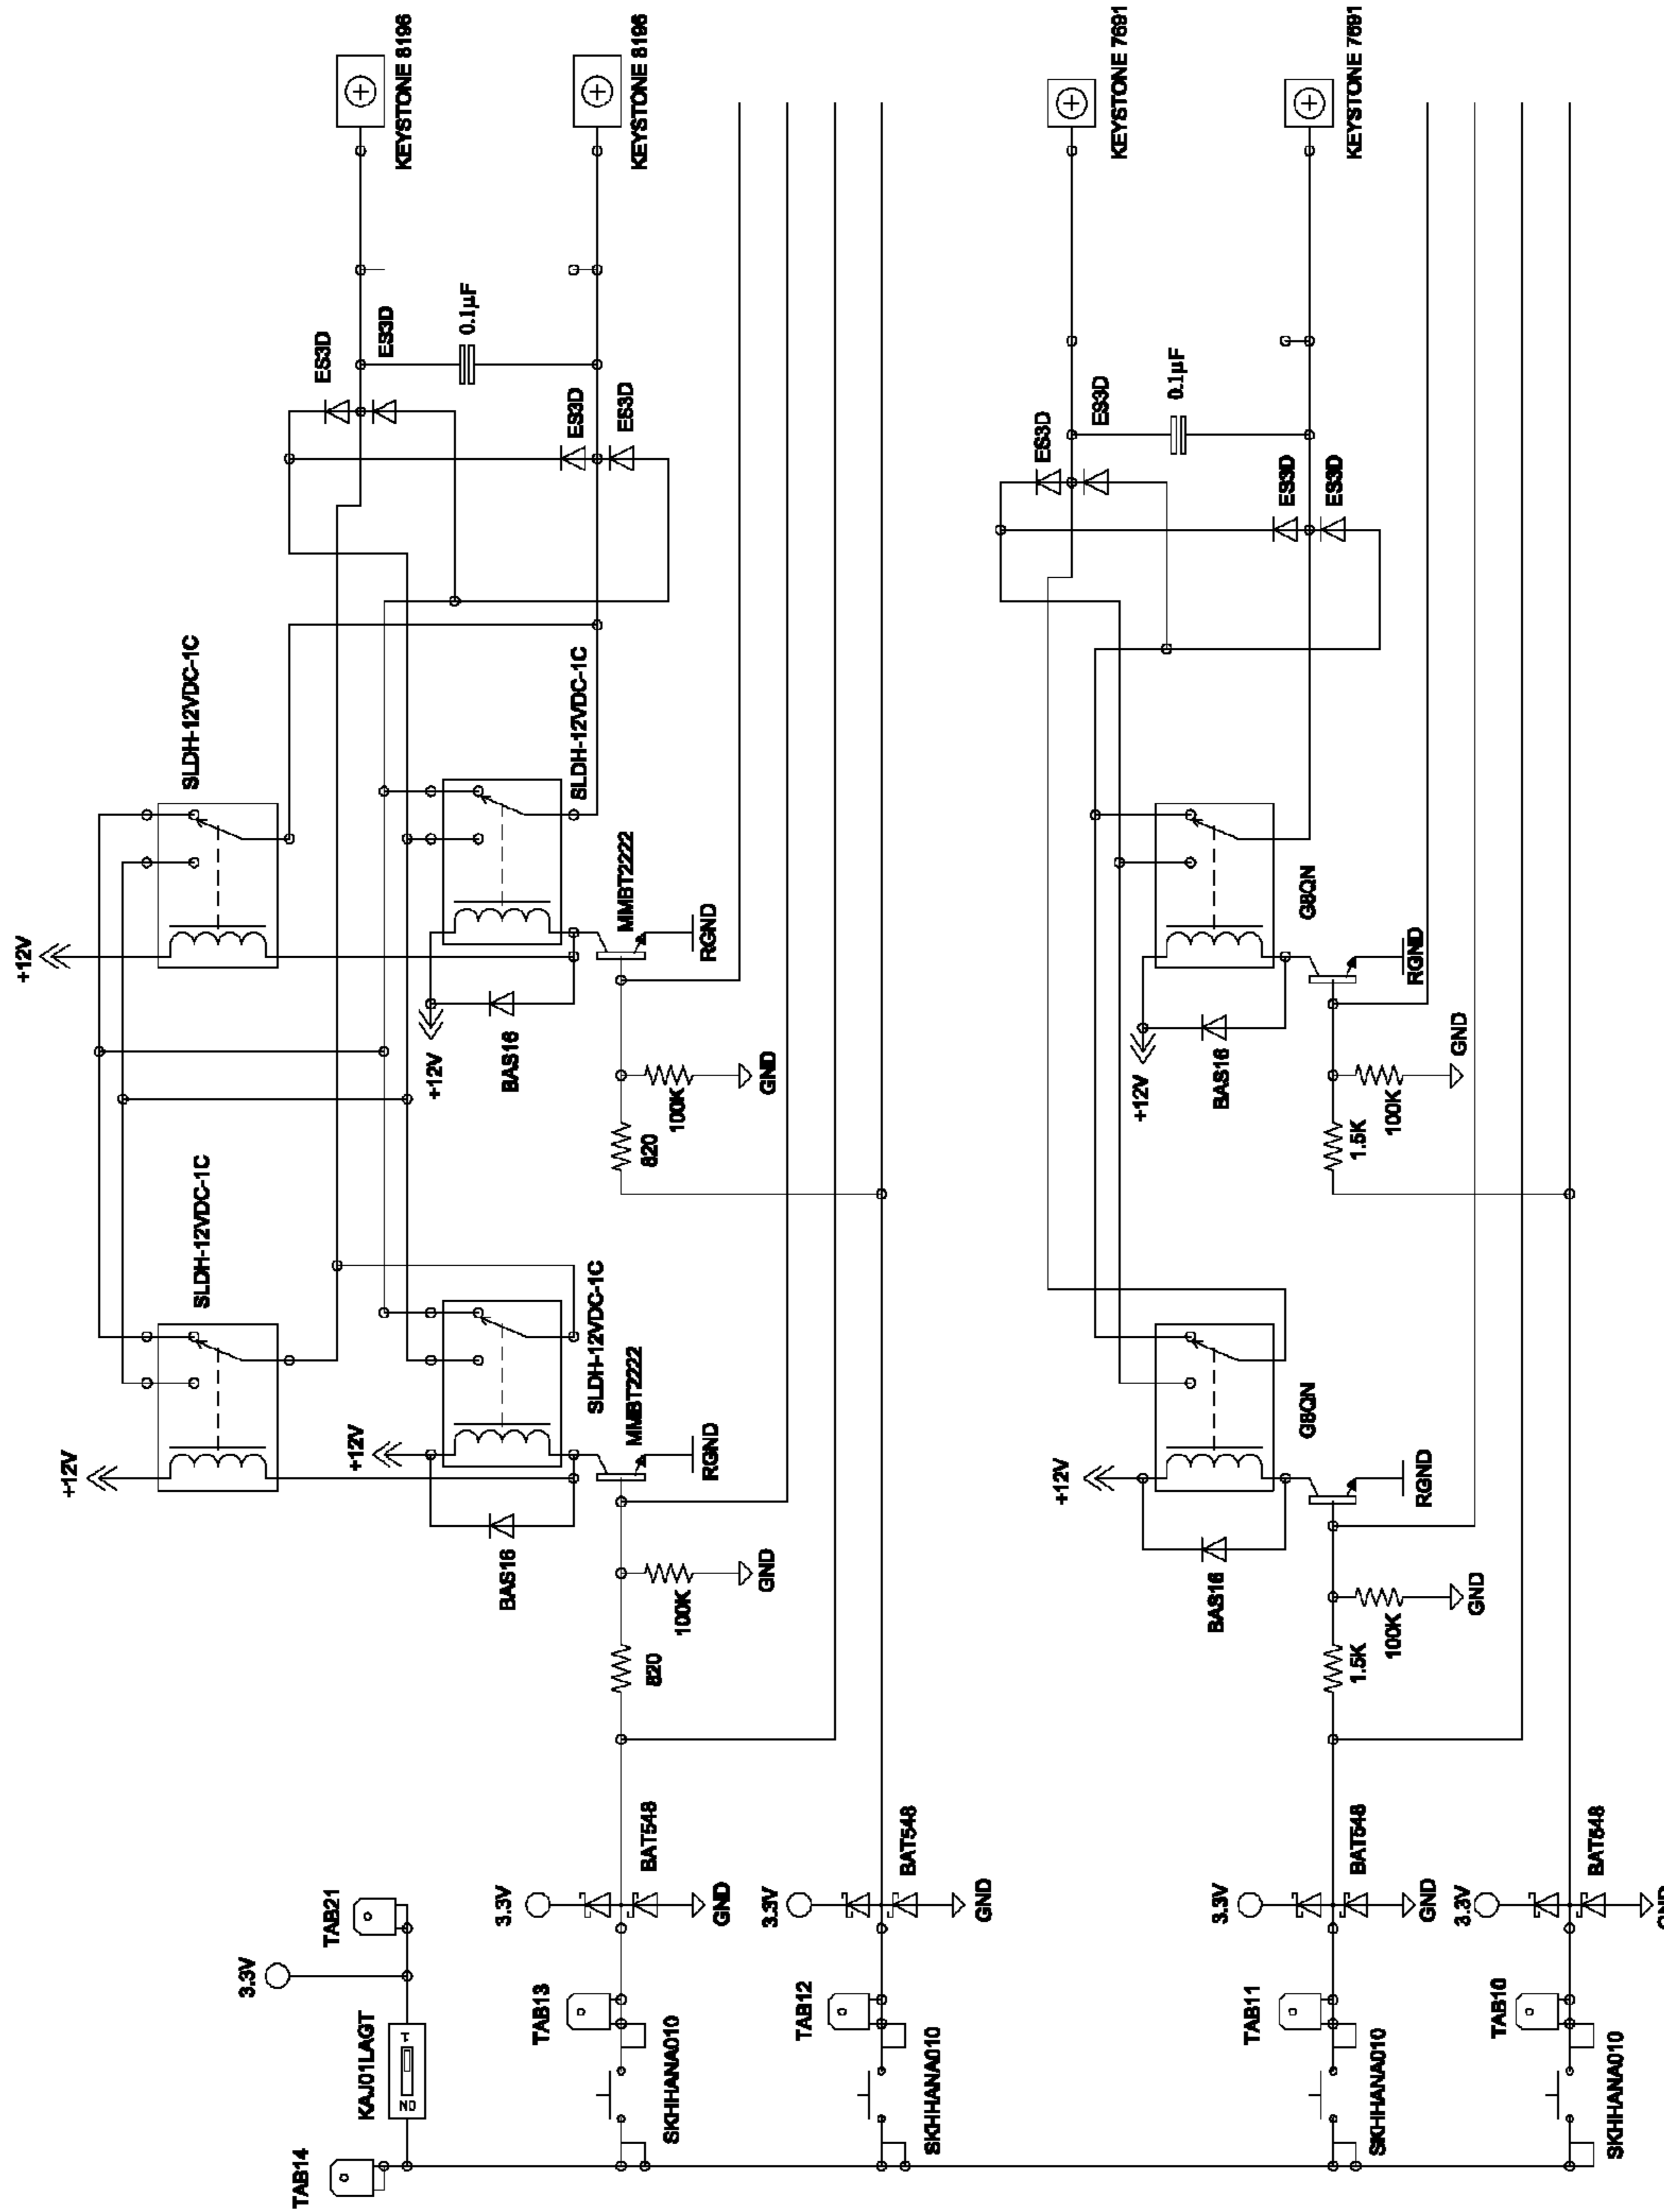 KEYSTONE 8196
KEYSTONE 8196
KEYSTONE 7691
KEYSTONE 7691
ES3D
ES3D
0.1µF
ES3D
ES3D
ES3D
ES3D
0.1µF
ES3D
ES3D
SLDH-12VDC-1C
SLDH-12VDC-1C
+12V
MMBT2222
RGND
+12V
BAS16
GND
100K
820
G8QN
RGND
+12V
BAS16
GND
100K
1.5K
SLDH-12VDC-1C
SLDH-12VDC-1C
+12V
+12V
MMBT2222
RGND
BAS16
GND
100K
820
G8QN
+12V
RGND
BAS16
GND
100K
1.5K
TAB21
3.3V
KAJ01LAGT
1
ON
TAB14
BAT548
3.3V
GND
TAB13
SKHHANA010
BAT548
3.3V
GND
TAB12
SKHHANA010
BAT548
3.3V
GND
TAB11
SKHHANA010
BAT548
3.3V
GND
TAB10
SKHHANA010